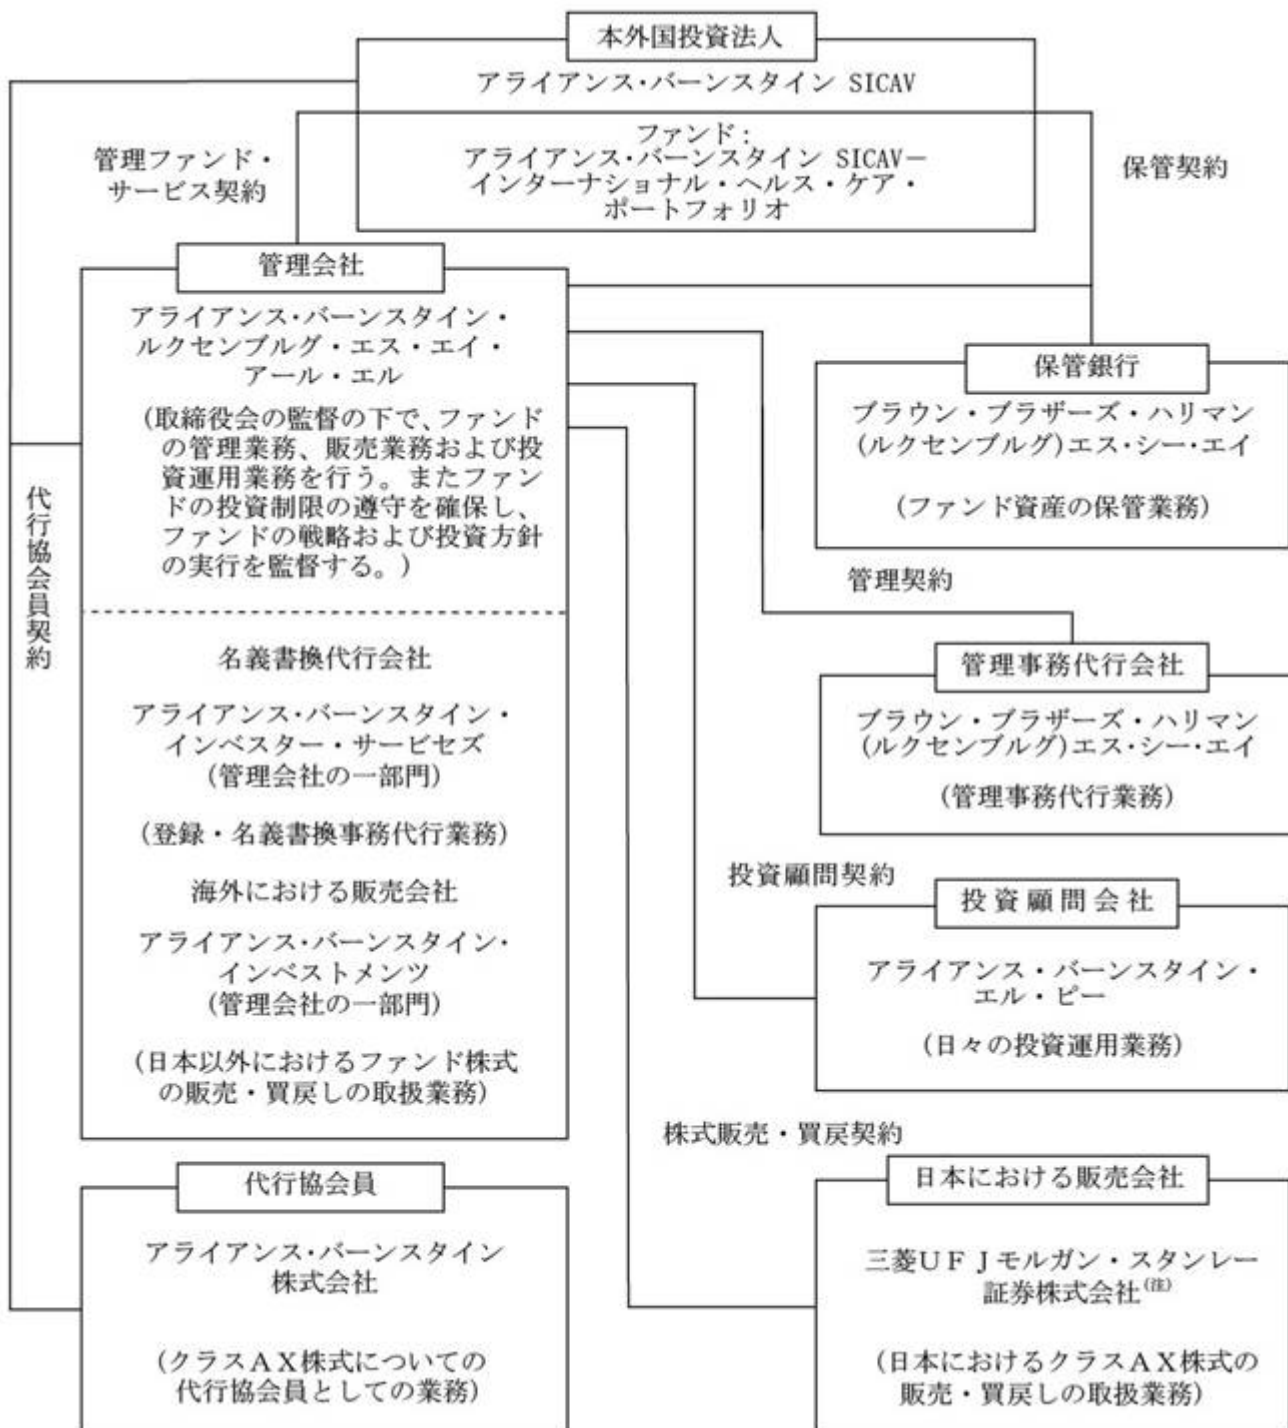 本外国投資法人
アライアンス・バーンスタイン SICAV
ファンド：
アライアンス・バーンスタイン SICAV－
インターナショナル・ヘルス・ケア・
ポートフォリオ
管理ファンド・
サービス契約
保管契約
管理会社
アライアンス・バーンスタイン・
ルクセンブルグ・エス・エイ・
アール・エル
(取締役会の監督の下で、ファンド
の管理業務、販売業務および投
資運用業務を行う。またファン
ドの投資制限の遵守を確保し、
ファンドの戦略および投資方針
の実行を監督する。)
名義書換代行会社
アライアンス・バーンスタイン・
インベスター・サービセズ
(管理会社の一部門)
(登録・名義書換事務代行業務)
海外における販売会社
アライアンス・バーンスタイン・
インベストメンツ
(管理会社の一部門)
(日本以外におけるファンド株式
の販売・買戻しの取扱業務)
代行協会員契約
代行協会員
アライアンス・バーンスタイン
株式会社
(クラスＡＸ株式についての
代行協会員としての業務)
保管銀行
ブラウン・ブラザーズ・ハリマン
(ルクセンブルグ)エス・シー・エイ
(ファンド資産の保管業務)
管理契約
管理事務代行会社
ブラウン・ブラザーズ・ハリマン
(ルクセンブルグ)エス・シー・エイ
(管理事務代行業務)
投資顧問契約
投資顧問会社
アライアンス・バーンスタイン・
エル・ピー
(日々の投資運用業務)
株式販売・買戻契約
日本における販売会社
三菱ＵＦＪモルガン・スタンレー
証券株式会社(注)
(日本におけるクラスＡＸ株式の
販売・買戻しの取扱業務)